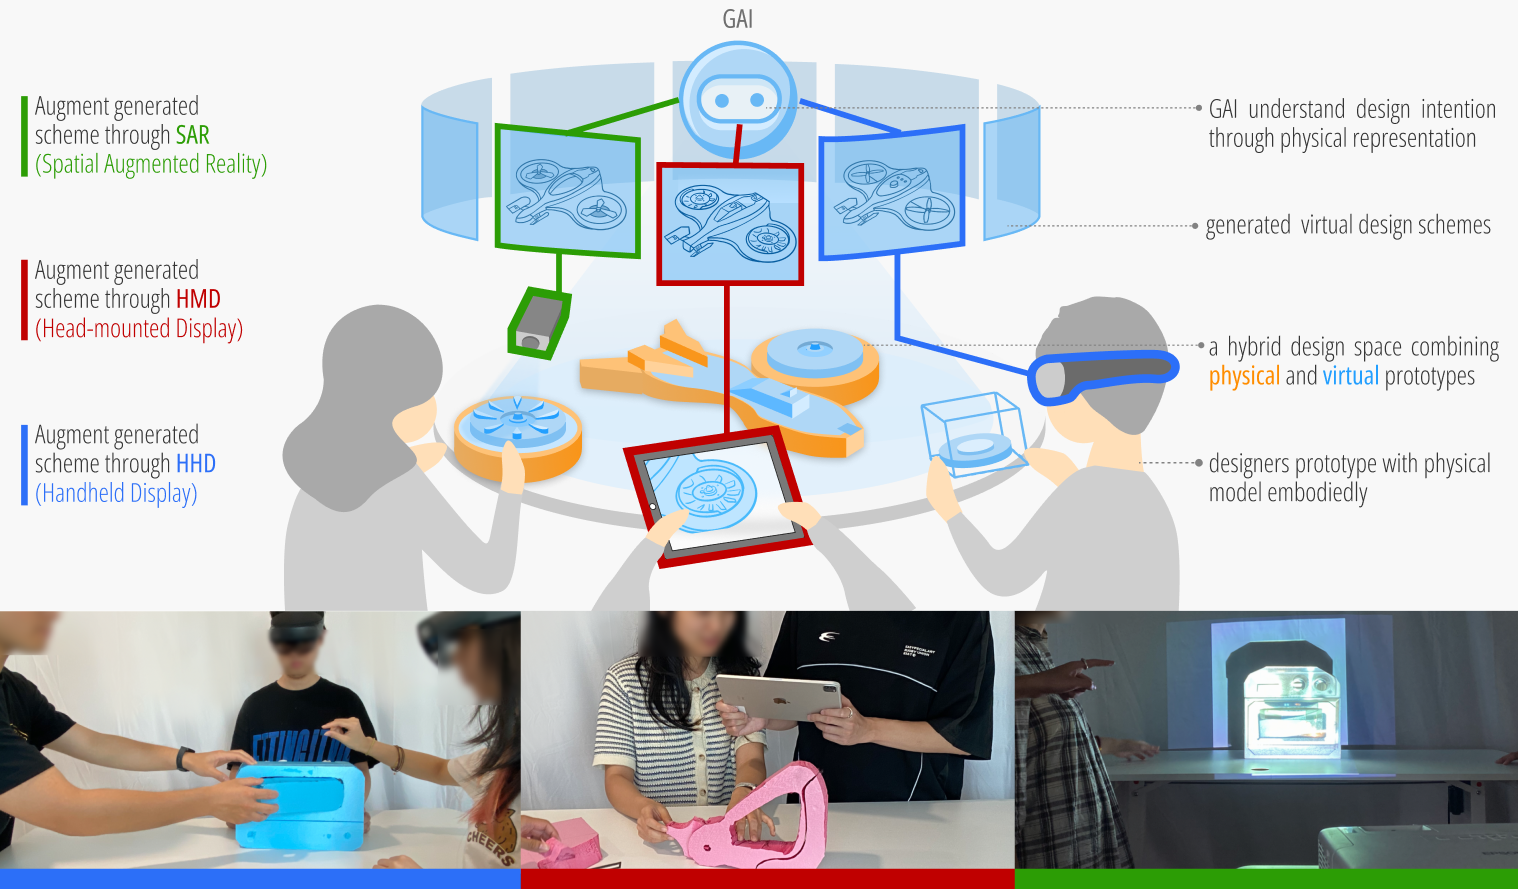 GAI
Augment generated
scheme through SAR
(Spatial Augmented Reality)
Augment generated
scheme through HMD
(Head-mounted Display)
Augment generated
scheme through HHD
(Handheld Display)
GAI understand design intention
through physical representation
generated virtual design schemes
a hybrid design space combining
physical and virtual prototypes
designers prototype with physical
model embodiedly
CHEERS